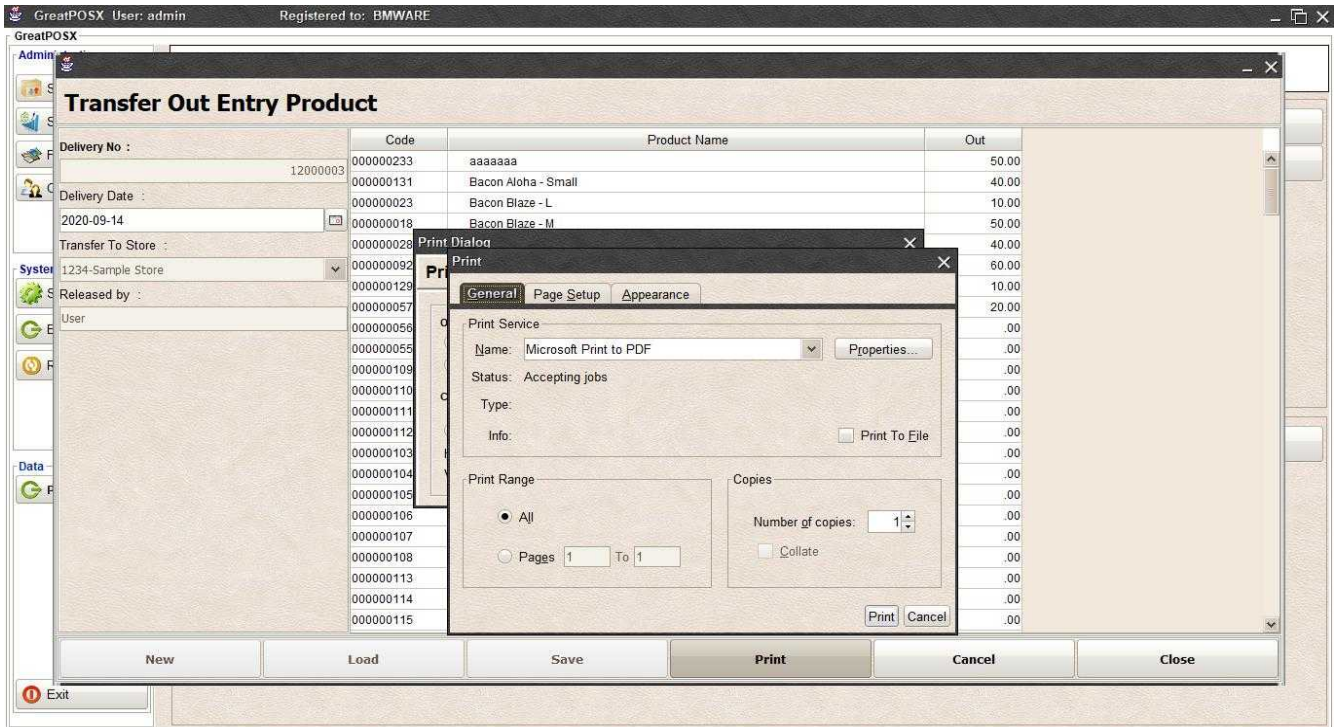 GreatPOSX User: admin Registered to: BMWARE
GreatPOSX
Transfer Out Entry Product
Delivery No :
12000003
Delivery Date :
2020-09-14
Transfer To Store :
1234-Sample Store
Released by :
User
Code Product Name Out
000000233 aaaaaaa 50.00
000000131 Bacon Aloha - Small 40.00
000000023 Bacon Blaze - L 10.00
000000018 Bacon Blaze - M 50.00
000000028 40.00
000000092 60.00
000000129 10.00
000000057 20.00
000000056 .00
000000055 .00
000000109 .00
000000110 .00
000000111 .00
000000112 .00
000000103 .00
000000104 .00
000000105 .00
000000106 .00
000000107 .00
000000108 .00
000000113 .00
000000114 .00
000000115 .00
Print Dialog
Print
General Page Setup Appearance
Print Service
Name: Microsoft Print to PDF Properties...
Status: Accepting jobs
Type:
Info: Print To File
Print Range
All
Pages 1 To 1
Copies
Number of copies: 1
Collate
Print Cancel
New Load Save Print Cancel Close
Data
Exit